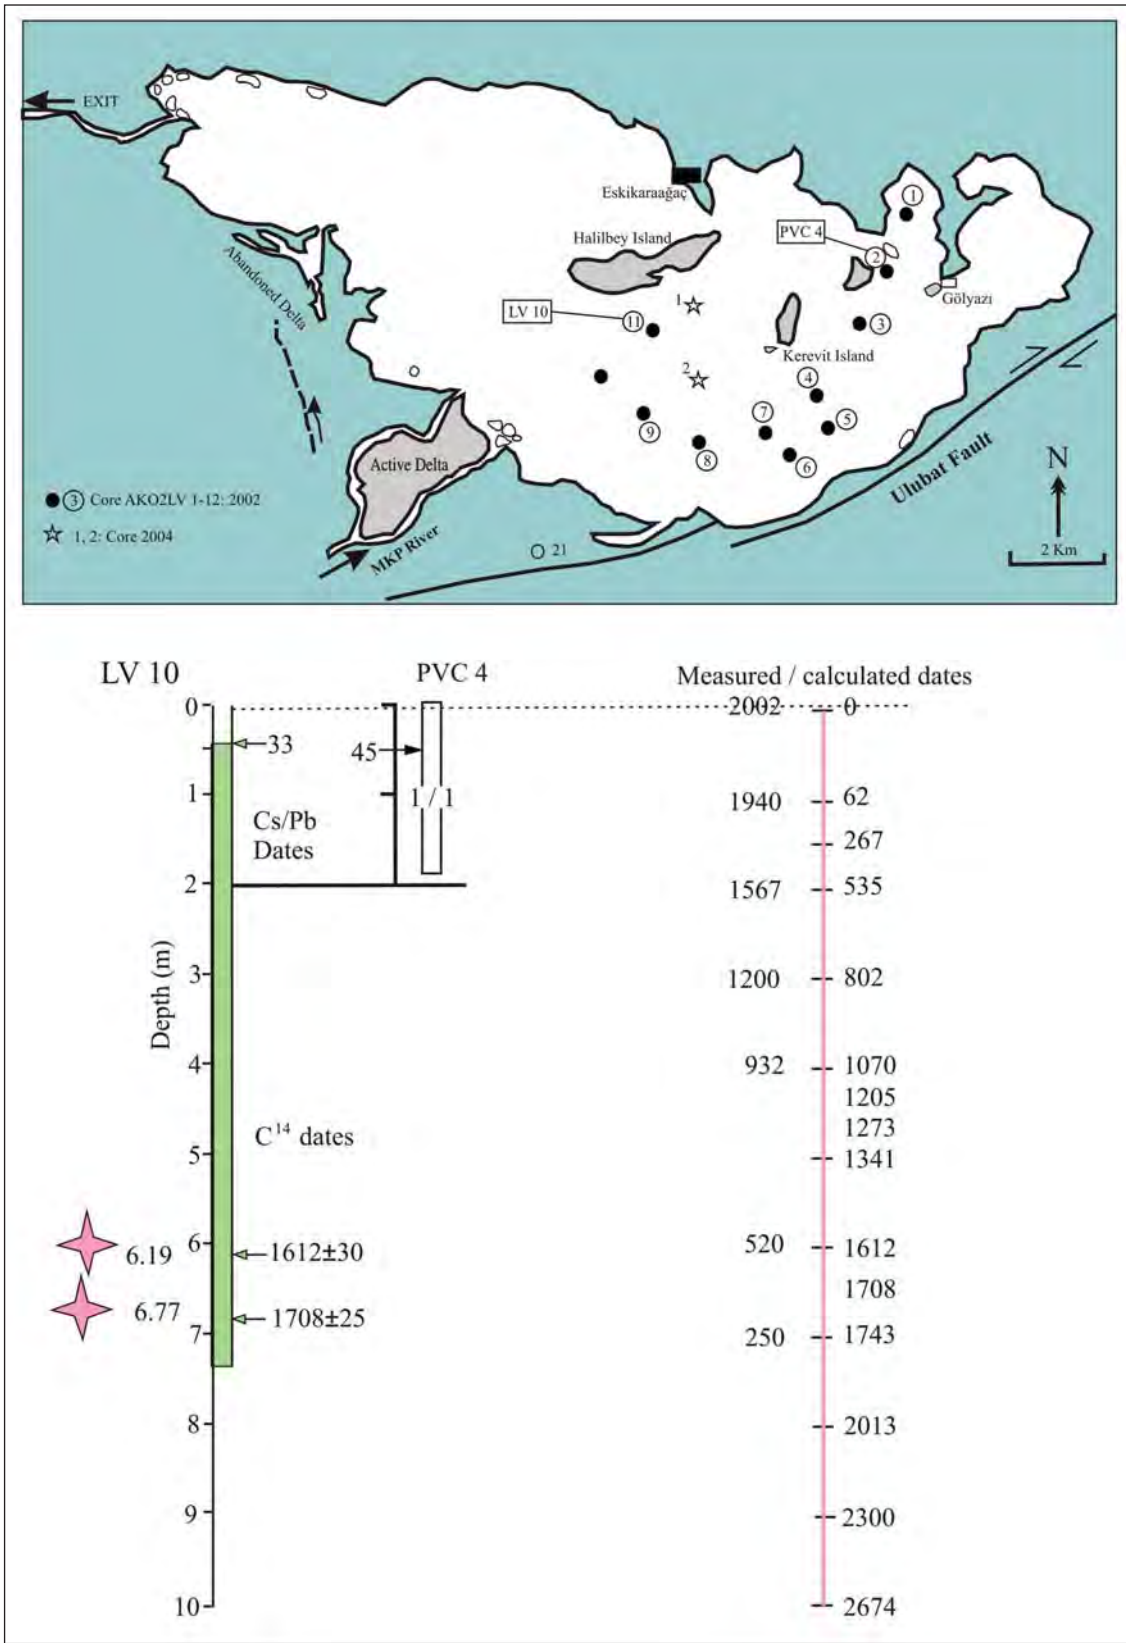 EXIT
Eskikaraağaç
1
Halilbey Island
PVC 4
2
Abandoned Delta
Gölyazı
1
LV 10
11
3
Kerevit Island
2
4
7
5
9
8
6
Ulubat Fault
N
Active Delta
3 Core AKO2LV 1-12: 2002
1, 2: Core 2004
MKP River
21
2 Km
LV 10
PVC 4
Measured / calculated dates
0
2002
0
33
45
1
1 / 1
1940
62
Cs/Pb
Dates
267
2
1567
535
Depth (m)
3
1200
802
4
932
1070
1205
C¹⁴ dates
1273
5
1341
6
6.19
1612±30
520
1612
6.77
1708±25
1708
7
250
1743
8
2013
9
2300
10
2674